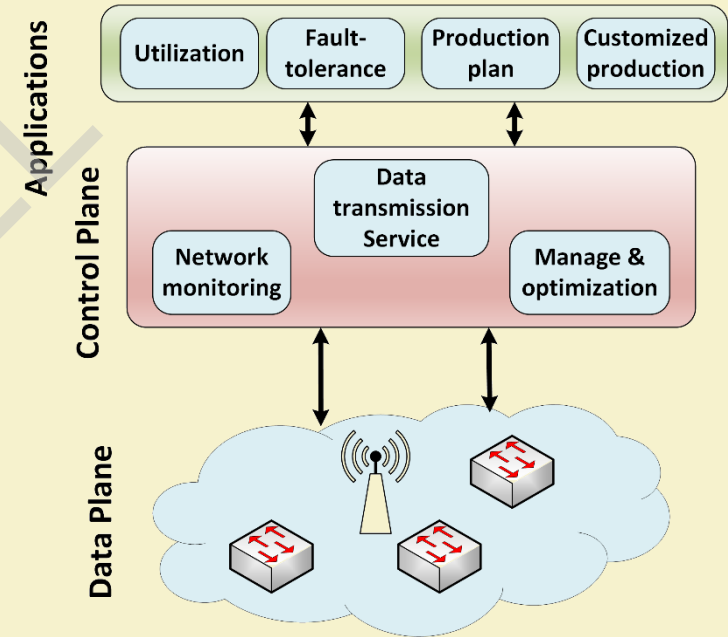 Applications
Utilization
Fault-
tolerance
Production
plan
Customized
production
Control Plane
Data
transmission
Service
Network
monitoring
Manage &
optimization
Data Plane